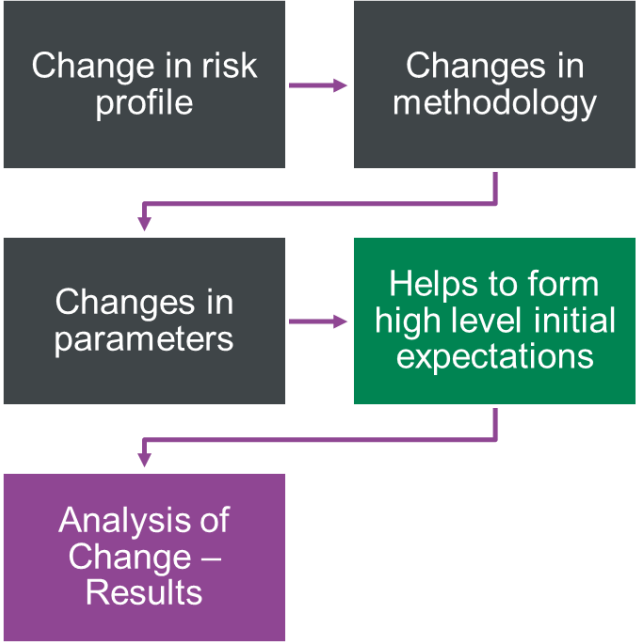 Change in risk
profile
Changes in
methodology
Changes in
parameters
Helps to form
high level initial
expectations
Analysis of
Change –
Results